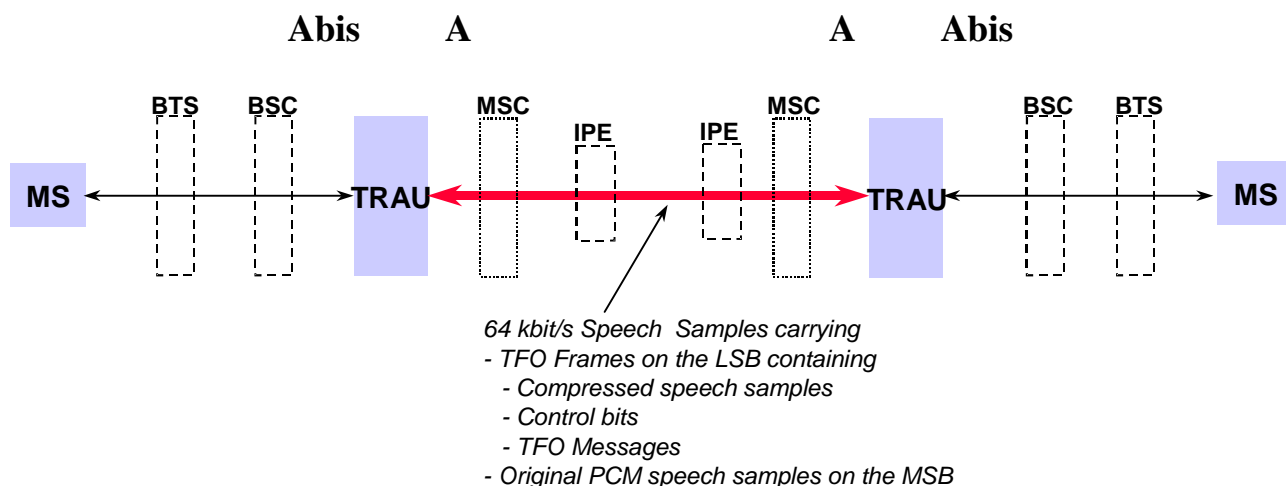 Abis A A Abis
BTS BSC MSC IPE IPE MSC BSC BTS
MS TRAU TRAU MS
64 kbit/s Speech Samples carrying
- TFO Frames on the LSB containing
- Compressed speech samples
- Control bits
- TFO Messages
- Original PCM speech samples on the MSB